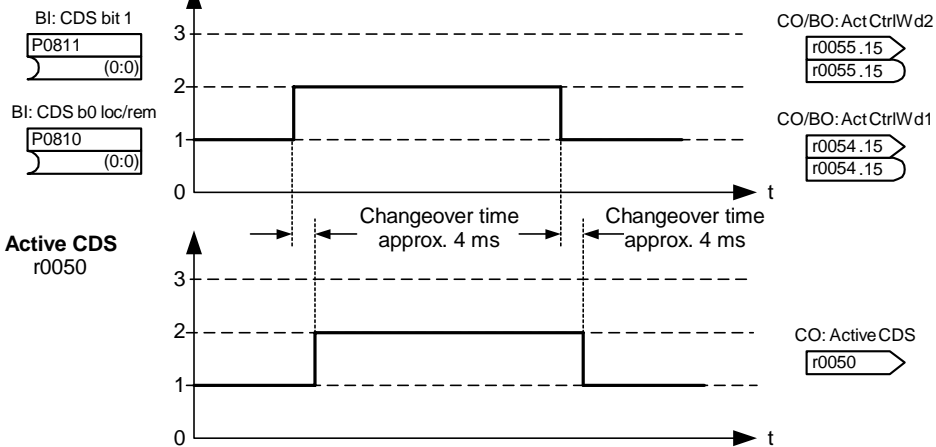 BI: CDS bit 1
P0811
(0:0)
BI: CDS b0 loc/rem
P0810
(0:0)
3
2
1
0
t
CO/BO: Act CtrlWd2
r0055.15
r0055.15
CO/BO: Act CtrlWd1
r0054.15
r0054.15
Changeover time
approx. 4 ms
Changeover time
approx. 4 ms
Active CDS
r0050
3
2
1
0
t
CO: Active CDS
r0050